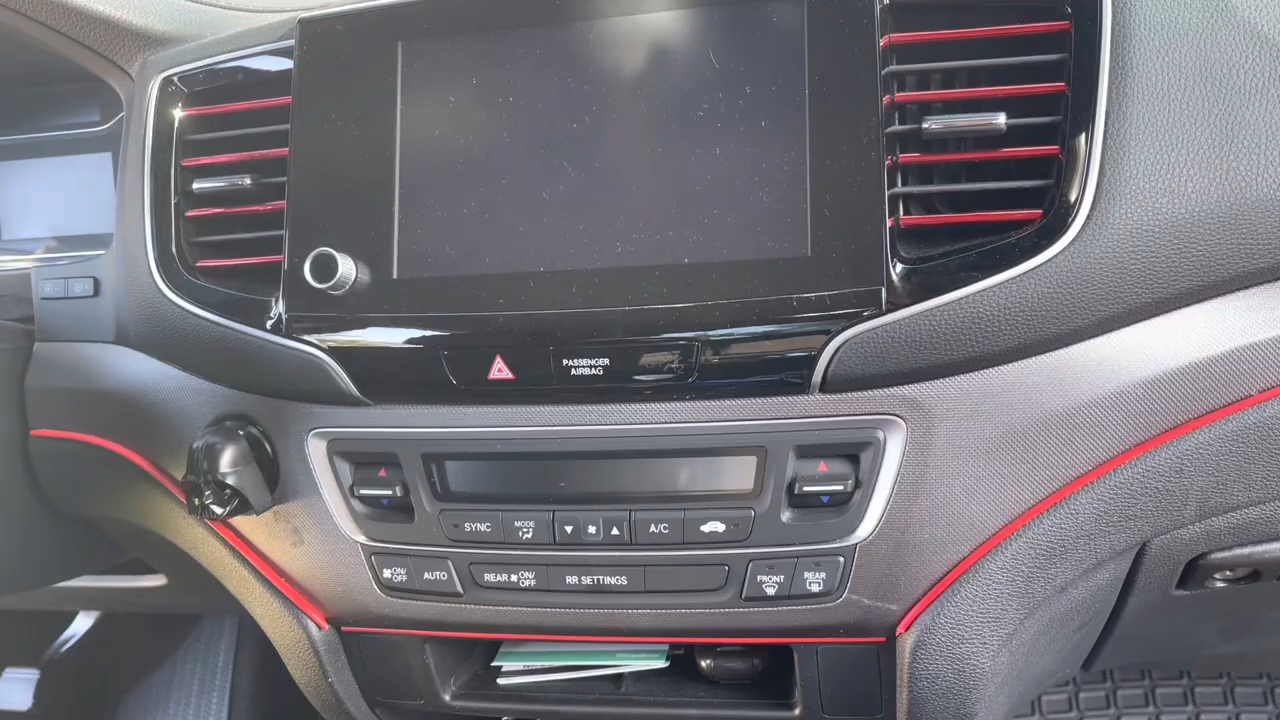 PASSENGER
AIRBAG
SYNC
MODE
A/C
ON/
OFF
AUTO
REAR ON/
OFF
RR SETTINGS
FRONT
REAR